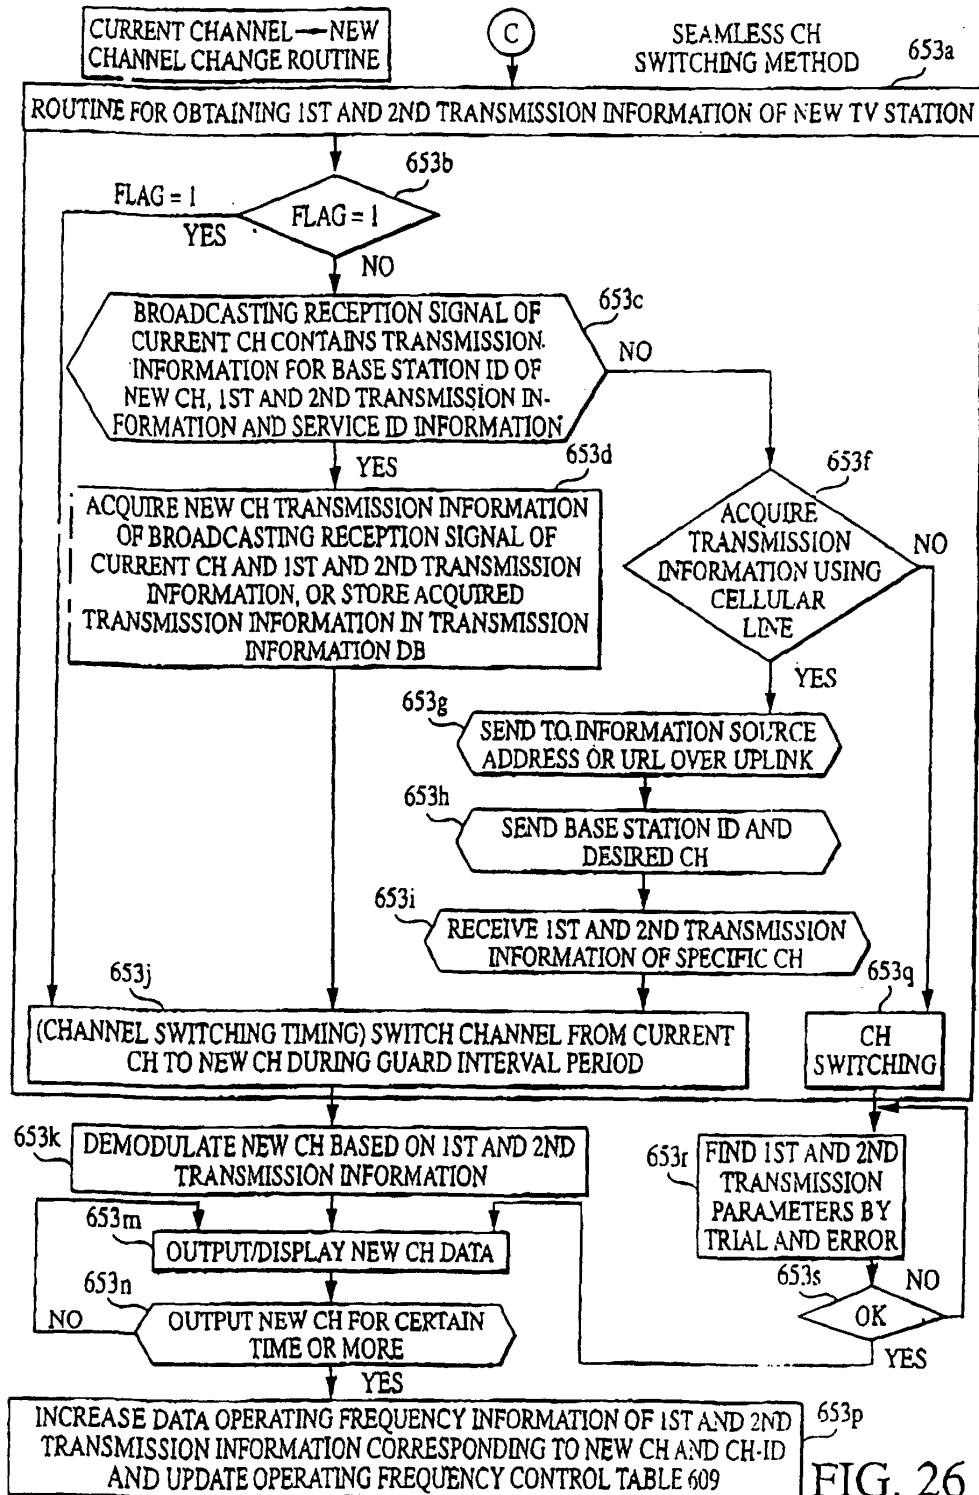 CURRENT CHANNEL → NEW
CHANNEL CHANGE ROUTINE
C
SEAMLESS CH
SWITCHING METHOD
653a
ROUTINE FOR OBTAINING 1ST AND 2ND TRANSMISSION INFORMATION OF NEW TV STATION
653b
FLAG = 1
YES
FLAG = 1
NO
653c
BROADCASTING RECEPTION SIGNAL OF
CURRENT CH CONTAINS TRANSMISSION
INFORMATION FOR BASE STATION ID OF
NEW CH, 1ST AND 2ND TRANSMISSION IN-
FORMATION AND SERVICE ID INFORMATION
NO
YES
653d
ACQUIRE NEW CH TRANSMISSION INFORMATION
OF BROADCASTING RECEPTION SIGNAL OF
CURRENT CH AND 1ST AND 2ND TRANSMISSION
INFORMATION, OR STORE ACQUIRED
TRANSMISSION INFORMATION IN TRANSMISSION
INFORMATION DB
653f
ACQUIRE
TRANSMISSION
INFORMATION USING
CELLULAR
LINE
NO
YES
653g
SEND TO INFORMATION SOURCE
ADDRESS OR URL OVER UPLINK
653h
SEND BASE STATION ID AND
DESIRED CH
653i
RECEIVE 1ST AND 2ND TRANSMISSION
INFORMATION OF SPECIFIC CH
653j
(CHANNEL SWITCHING TIMING) SWITCH CHANNEL FROM CURRENT
CH TO NEW CH DURING GUARD INTERVAL PERIOD
653q
CH
SWITCHING
653k
DEMODULATE NEW CH BASED ON 1ST AND 2ND
TRANSMISSION INFORMATION
653r
FIND 1ST AND 2ND
TRANSMISSION
PARAMETERS BY
TRIAL AND ERROR
653m
OUTPUT/DISPLAY NEW CH DATA
653s
OK
NO
YES
653n
OUTPUT NEW CH FOR CERTAIN
TIME OR MORE
NO
YES
653p
INCREASE DATA OPERATING FREQUENCY INFORMATION OF 1ST AND 2ND
TRANSMISSION INFORMATION CORRESPONDING TO NEW CH AND CH-ID
AND UPDATE OPERATING FREQUENCY CONTROL TABLE 609
FIG. 26